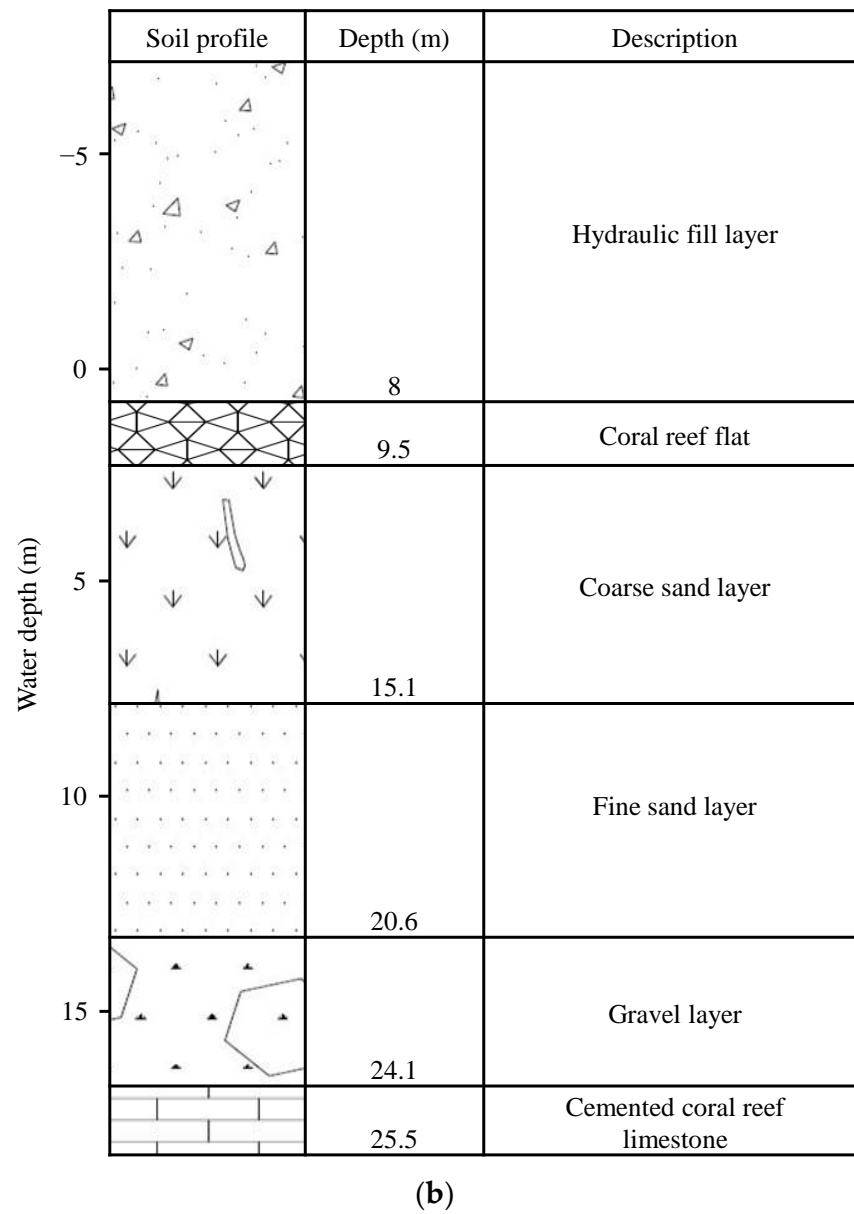 Soil profile Depth (m) Description
−5
Hydraulic fill layer
0
8
Coral reef flat
9.5
Water depth (m)
5
Coarse sand layer
15.1
10
Fine sand layer
20.6
15
Gravel layer
24.1
Cemented coral reef
limestone
25.5
(b)